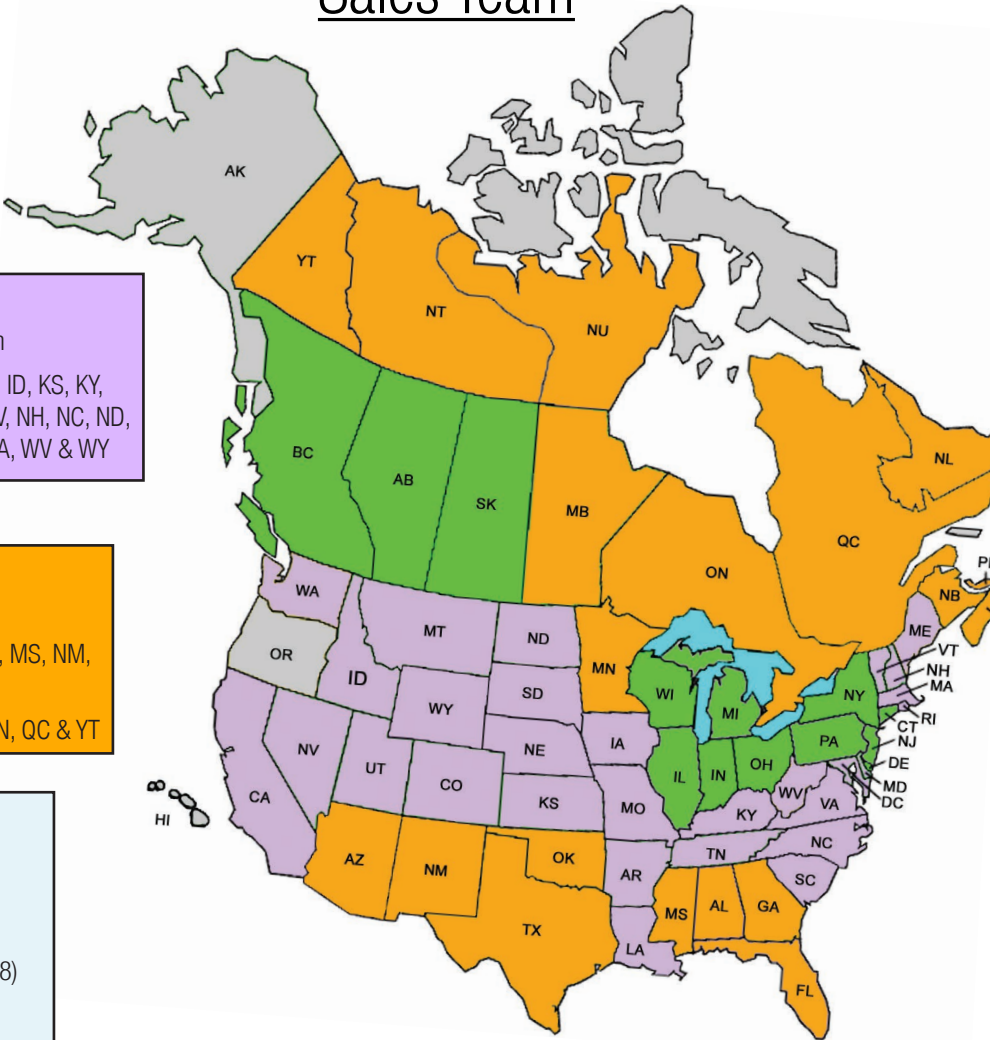 Sales Team
AK
YT
NT
NU
ID, KS, KY,
NH, NC, ND,
WV & WY
BC
AB
SK
MB
ON
QC
NL
NB
MS, NM,
QC & YT
WA
OR
MT
ID
ND
SD
WY
NE
MN
IA
WI
MI
NY
ME
VT
NH
MA
RI
CT
NJ
DE
MD
DC
PA
OH
IN
IL
NV
UT
CO
CA
KS
MO
KY
WV
VA
NC
TN
SC
HI
AZ
NM
OK
TX
AR
LA
MS
AL
GA
FL
8)